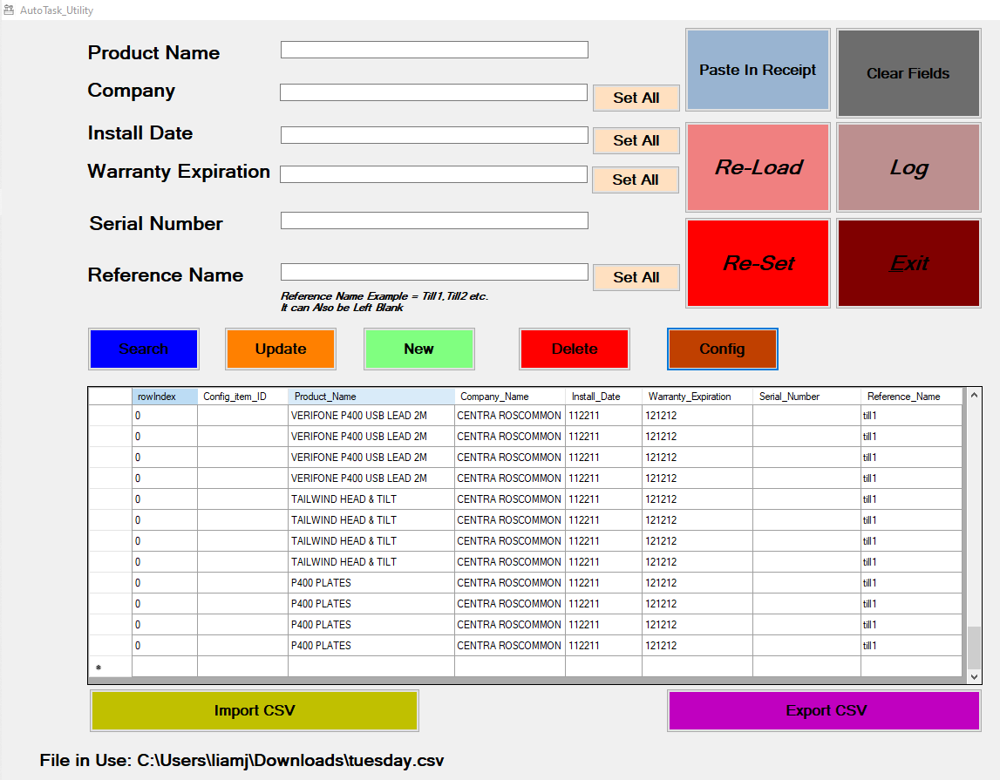 AutoTask_Utility
Product Name
Paste In Receipt
Clear Fields
Company
Set All
Install Date
Set All
Warranty Expiration
Set All
Re-Load
Log
Serial Number
Reference Name
Set All
Re-Set
Exit
Reference Name Example = Till1,Till2 etc.
It can Also be Left Blank
Search Update New Delete Config
rowIndex Config_item_ID Product_Name Company_Name Install_Date Warranty_Expiration Serial_Number Reference_Name
0 VERIFONE P400 USB LEAD 2M CENTRA ROSCOMMON 112211 121212 till1
0 VERIFONE P400 USB LEAD 2M CENTRA ROSCOMMON 112211 121212 till1
0 VERIFONE P400 USB LEAD 2M CENTRA ROSCOMMON 112211 121212 till1
0 VERIFONE P400 USB LEAD 2M CENTRA ROSCOMMON 112211 121212 till1
0 TAILWIND HEAD & TILT CENTRA ROSCOMMON 112211 121212 till1
0 TAILWIND HEAD & TILT CENTRA ROSCOMMON 112211 121212 till1
0 TAILWIND HEAD & TILT CENTRA ROSCOMMON 112211 121212 till1
0 TAILWIND HEAD & TILT CENTRA ROSCOMMON 112211 121212 till1
0 P400 PLATES CENTRA ROSCOMMON 112211 121212 till1
0 P400 PLATES CENTRA ROSCOMMON 112211 121212 till1
0 P400 PLATES CENTRA ROSCOMMON 112211 121212 till1
0 P400 PLATES CENTRA ROSCOMMON 112211 121212 till1
*
Import CSV Export CSV
File in Use: C:\Users\liamj\Downloads\tuesday.csv